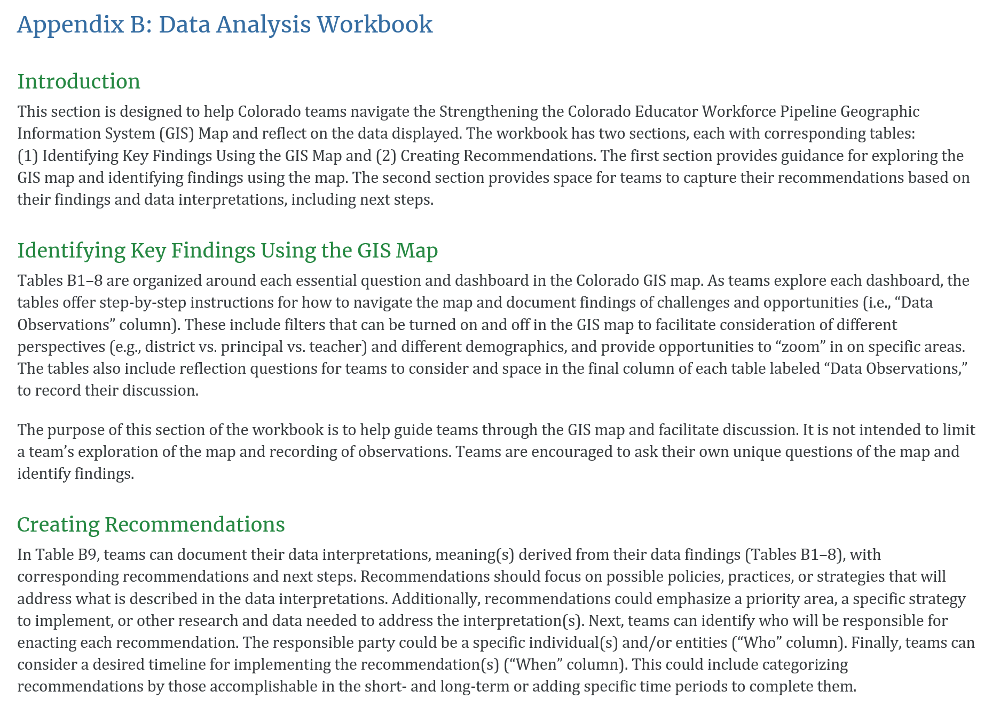 Appendix B: Data Analysis Workbook
Introduction
This section is designed to help Colorado teams navigate the Strengthening the Colorado Educator Workforce Pipeline Geographic
Information System (GIS) Map and reflect on the data displayed. The workbook has two sections, each with corresponding tables:
(1) Identifying Key Findings Using the GIS Map and (2) Creating Recommendations. The first section provides guidance for exploring the
GIS map and identifying findings using the map. The second section provides space for teams to capture their recommendations based on
their findings and data interpretations, including next steps.
Identifying Key Findings Using the GIS Map
Tables B1–8 are organized around each essential question and dashboard in the Colorado GIS map. As teams explore each dashboard, the
tables offer step-by-step instructions for how to navigate the map and document findings of challenges and opportunities (i.e., “Data
Observations” column). These include filters that can be turned on and off in the GIS map to facilitate consideration of different
perspectives (e.g., district vs. principal vs. teacher) and different demographics, and provide opportunities to “zoom” in on specific areas.
The tables also include reflection questions for teams to consider and space in the final column of each table labeled “Data Observations,”
to record their discussion.
The purpose of this section of the workbook is to help guide teams through the GIS map and facilitate discussion. It is not intended to limit
a team’s exploration of the map and recording of observations. Teams are encouraged to ask their own unique questions of the map and
identify findings.
Creating Recommendations
In Table B9, teams can document their data interpretations, meaning(s) derived from their data findings (Tables B1–8), with
corresponding recommendations and next steps. Recommendations should focus on possible policies, practices, or strategies that will
address what is described in the data interpretations. Additionally, recommendations could emphasize a priority area, a specific strategy
to implement, or other research and data needed to address the interpretation(s). Next, teams can identify who will be responsible for
enacting each recommendation. The responsible party could be a specific individual(s) and/or entities (“Who” column). Finally, teams can
consider a desired timeline for implementing the recommendation(s) (“When” column). This could include categorizing
recommendations by those accomplishable in the short- and long-term or adding specific time periods to complete them.